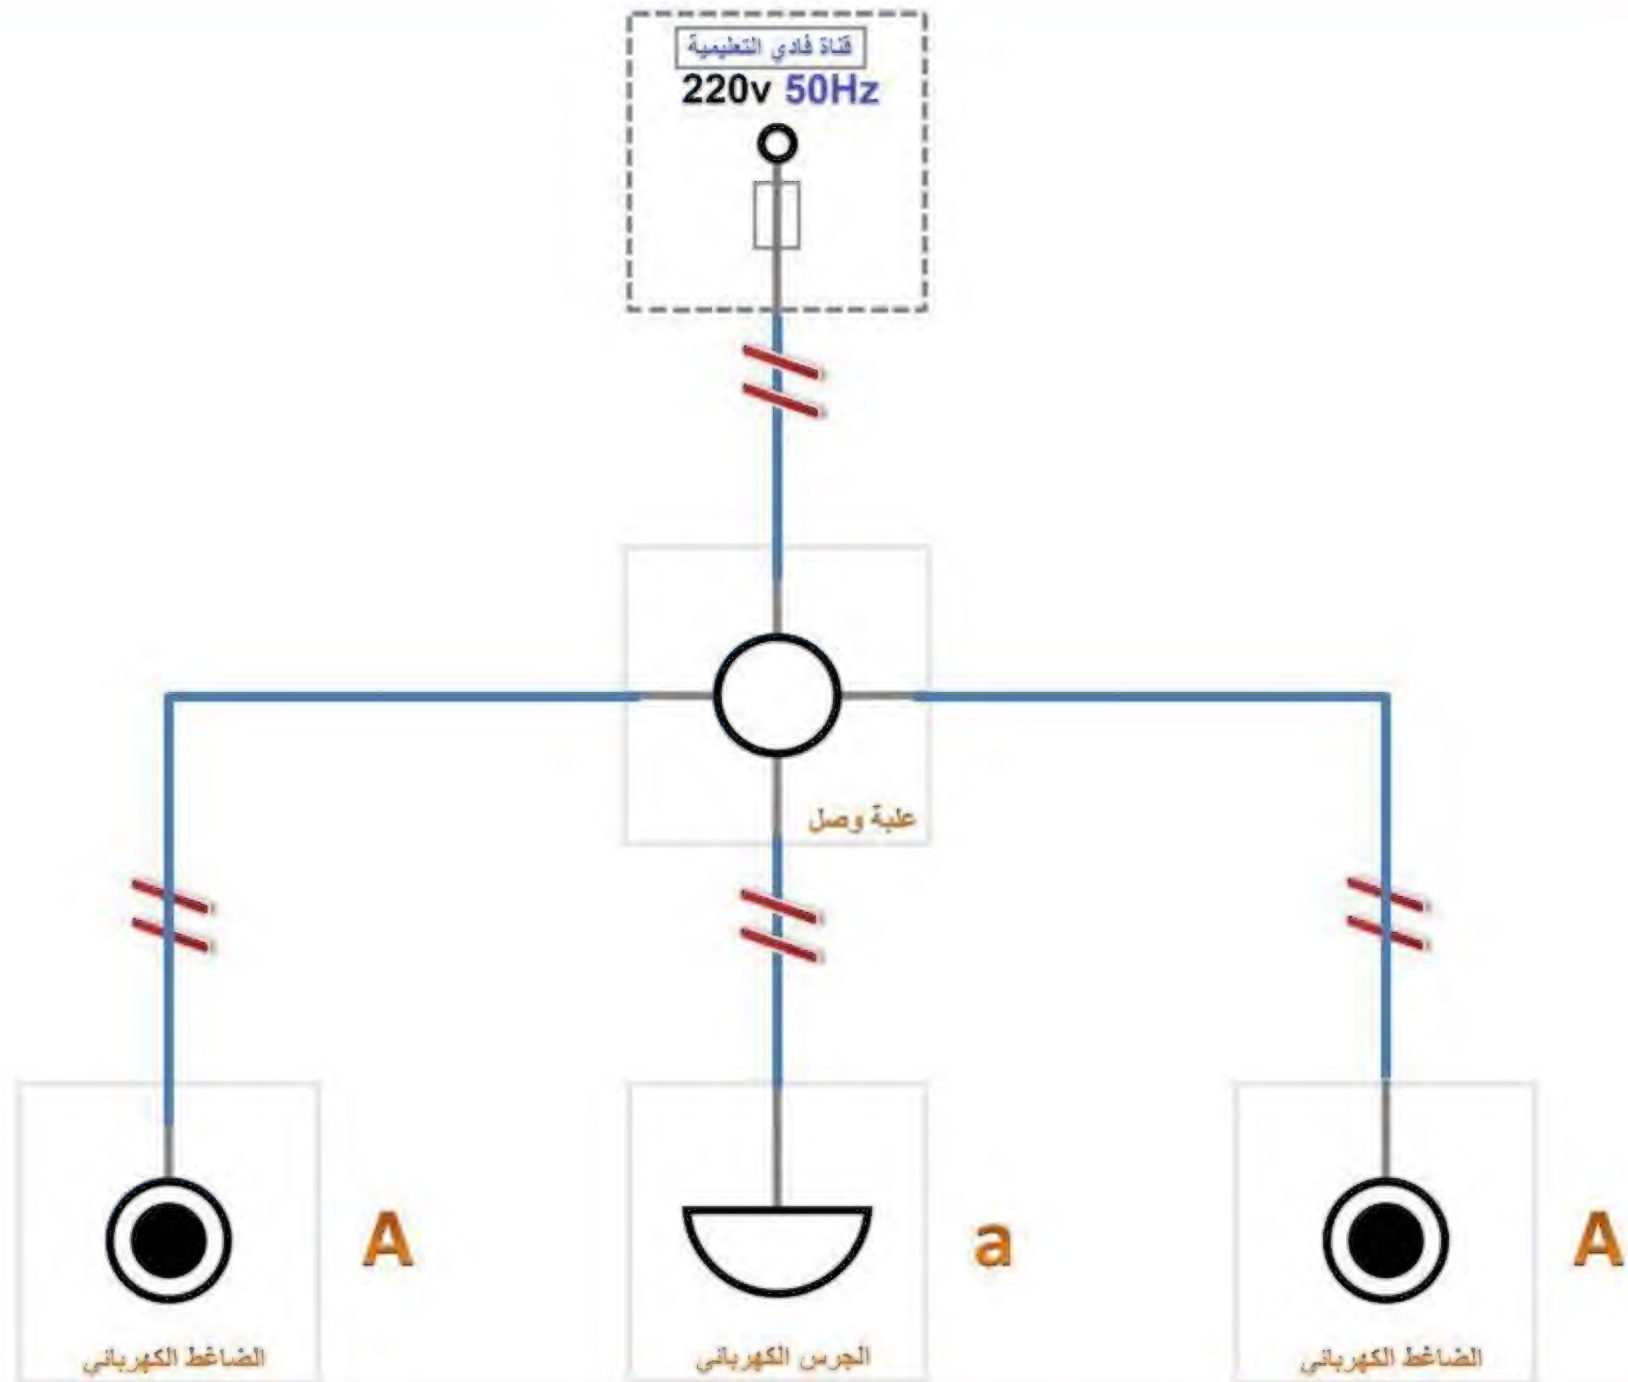 قناة فادي التعليمية
220v 50Hz
علبة وصل
A
a
A
الضاغط الكهربائي
الجرس الكهربائي
الضاغط الكهربائي